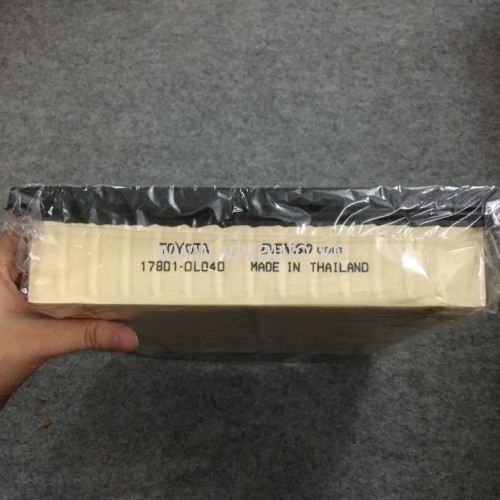 TOYOTA DENSO
17801-0L040 MADE IN THAILAND